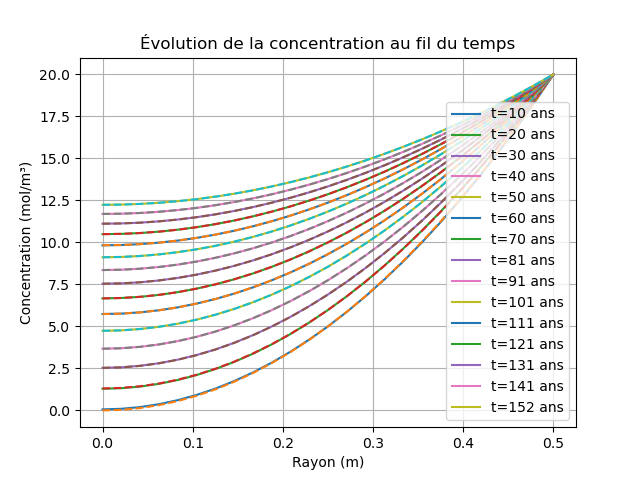 Évolution de la concentration au fil du temps
Concentration (mol/m³)
20.0
17.5
15.0
12.5
10.0
7.5
5.0
2.5
0.0
t=10 ans
t=20 ans
t=30 ans
t=40 ans
t=50 ans
t=60 ans
t=70 ans
t=81 ans
t=91 ans
t=101 ans
t=111 ans
t=121 ans
t=131 ans
t=141 ans
t=152 ans
0.0 0.1 0.2 0.3 0.4 0.5
Rayon (m)